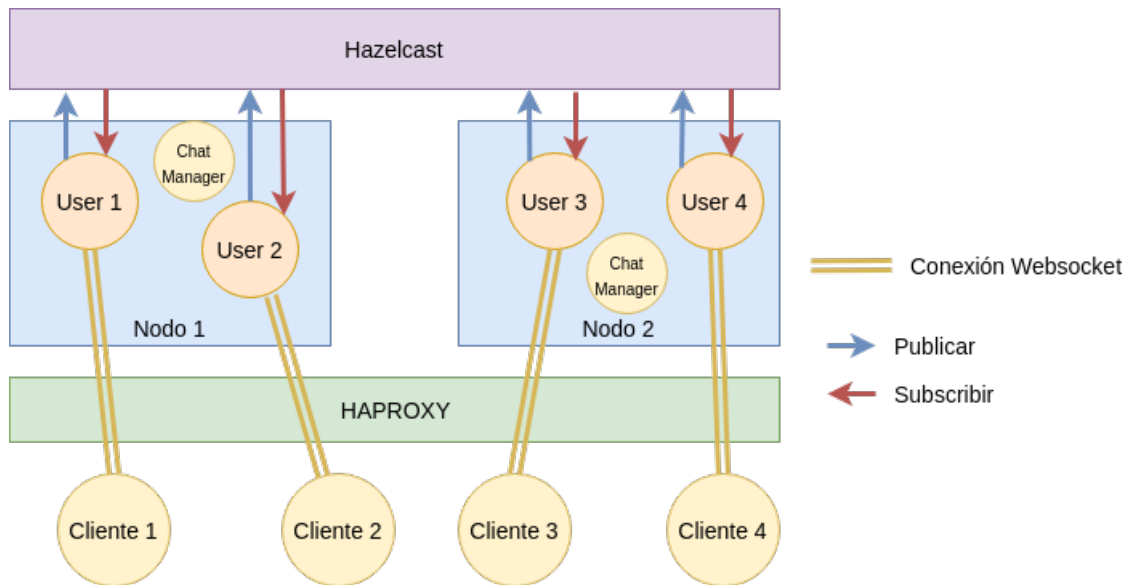 Hazelcast
Chat
Manager
User 1
User 2
Nodo 1
User 3
User 4
Chat
Manager
Nodo 2
Conexión Websocket
Publicar
Subscribir
HAPROXY
Cliente 1
Cliente 2
Cliente 3
Cliente 4